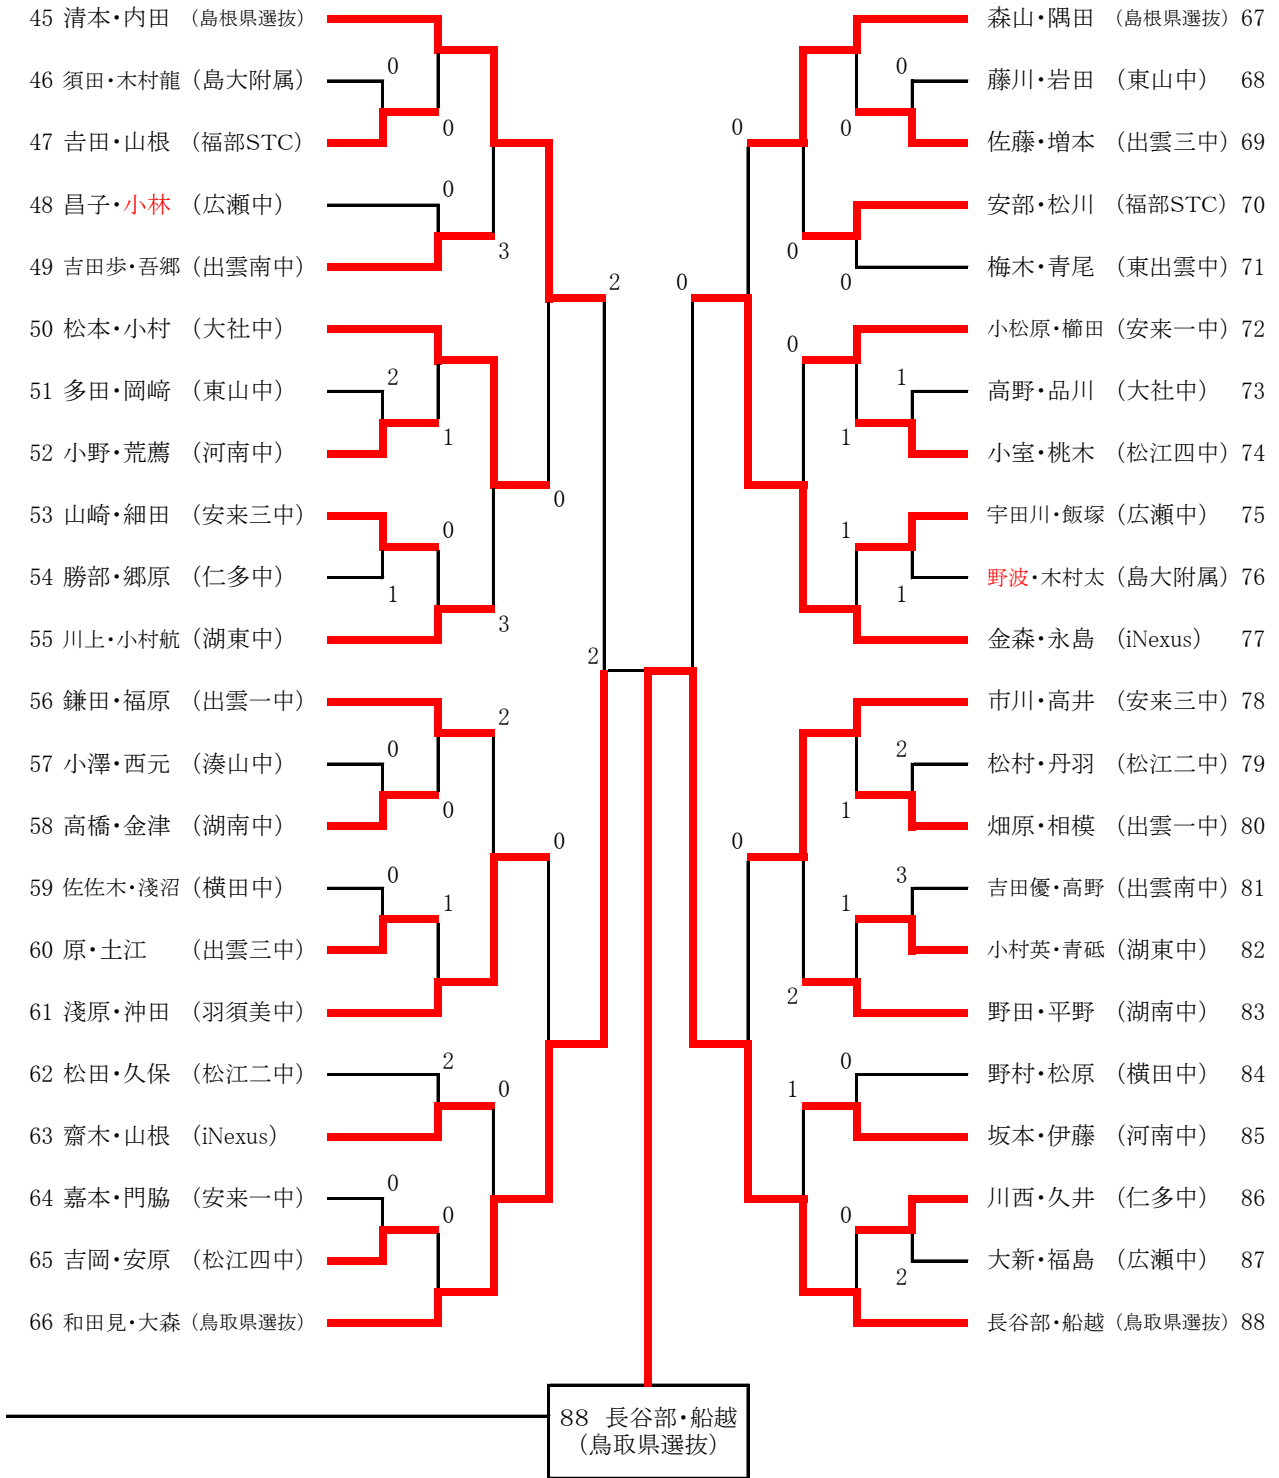 45 清本・内田 （島根県選抜）
46 須田・木村龍 （島大附属）
47 吉田・山根 （福部STC）
48 昌子・小林 （広瀬中）
49 吉田歩・吾郷 （出雲南中）
50 松本・小村 （大社中）
51 多田・岡﨑 （東山中）
52 小野・荒薦 （河南中）
53 山崎・細田 （安来三中）
54 勝部・郷原 （仁多中）
55 川上・小村航 （湖東中）
56 鎌田・福原 （出雲一中）
57 小澤・西元 （湊山中）
58 高橋・金津 （湖南中）
59 佐佐木・淺沼 （横田中）
60 原・土江 （出雲三中）
61 淺原・沖田 （羽須美中）
62 松田・久保 （松江二中）
63 齋木・山根 （iNexus）
64 嘉本・門脇 （安来一中）
65 吉岡・安原 （松江四中）
66 和田見・大森 （鳥取県選抜）
0
0
0
3
2
2
1
0
0
1
3
2
2
0
0
0
0
1
2
0
0
0
0
0
0
0
0
0
0
1
1
1
1
2
1
0
3
1
2
0
1
0
2
森山・隅田 （島根県選抜） 67
藤川・岩田 （東山中） 68
佐藤・増本 （出雲三中） 69
安部・松川 （福部STC） 70
梅木・青尾 （東出雲中） 71
小松原・櫛田 （安来一中） 72
高野・品川 （大社中） 73
小室・桃木 （松江四中） 74
宇田川・飯塚 （広瀬中） 75
野波・木村太 （島大附属） 76
金森・永島 （iNexus） 77
市川・高井 （安来三中） 78
松村・丹羽 （松江二中） 79
畑原・相模 （出雲一中） 80
吉田優・高野 （出雲南中） 81
小村英・青砥 （湖東中） 82
野田・平野 （湖南中） 83
野村・松原 （横田中） 84
坂本・伊藤 （河南中） 85
川西・久井 （仁多中） 86
大新・福島 （広瀬中） 87
長谷部・船越 （鳥取県選抜） 88
88 長谷部・船越
（鳥取県選抜）